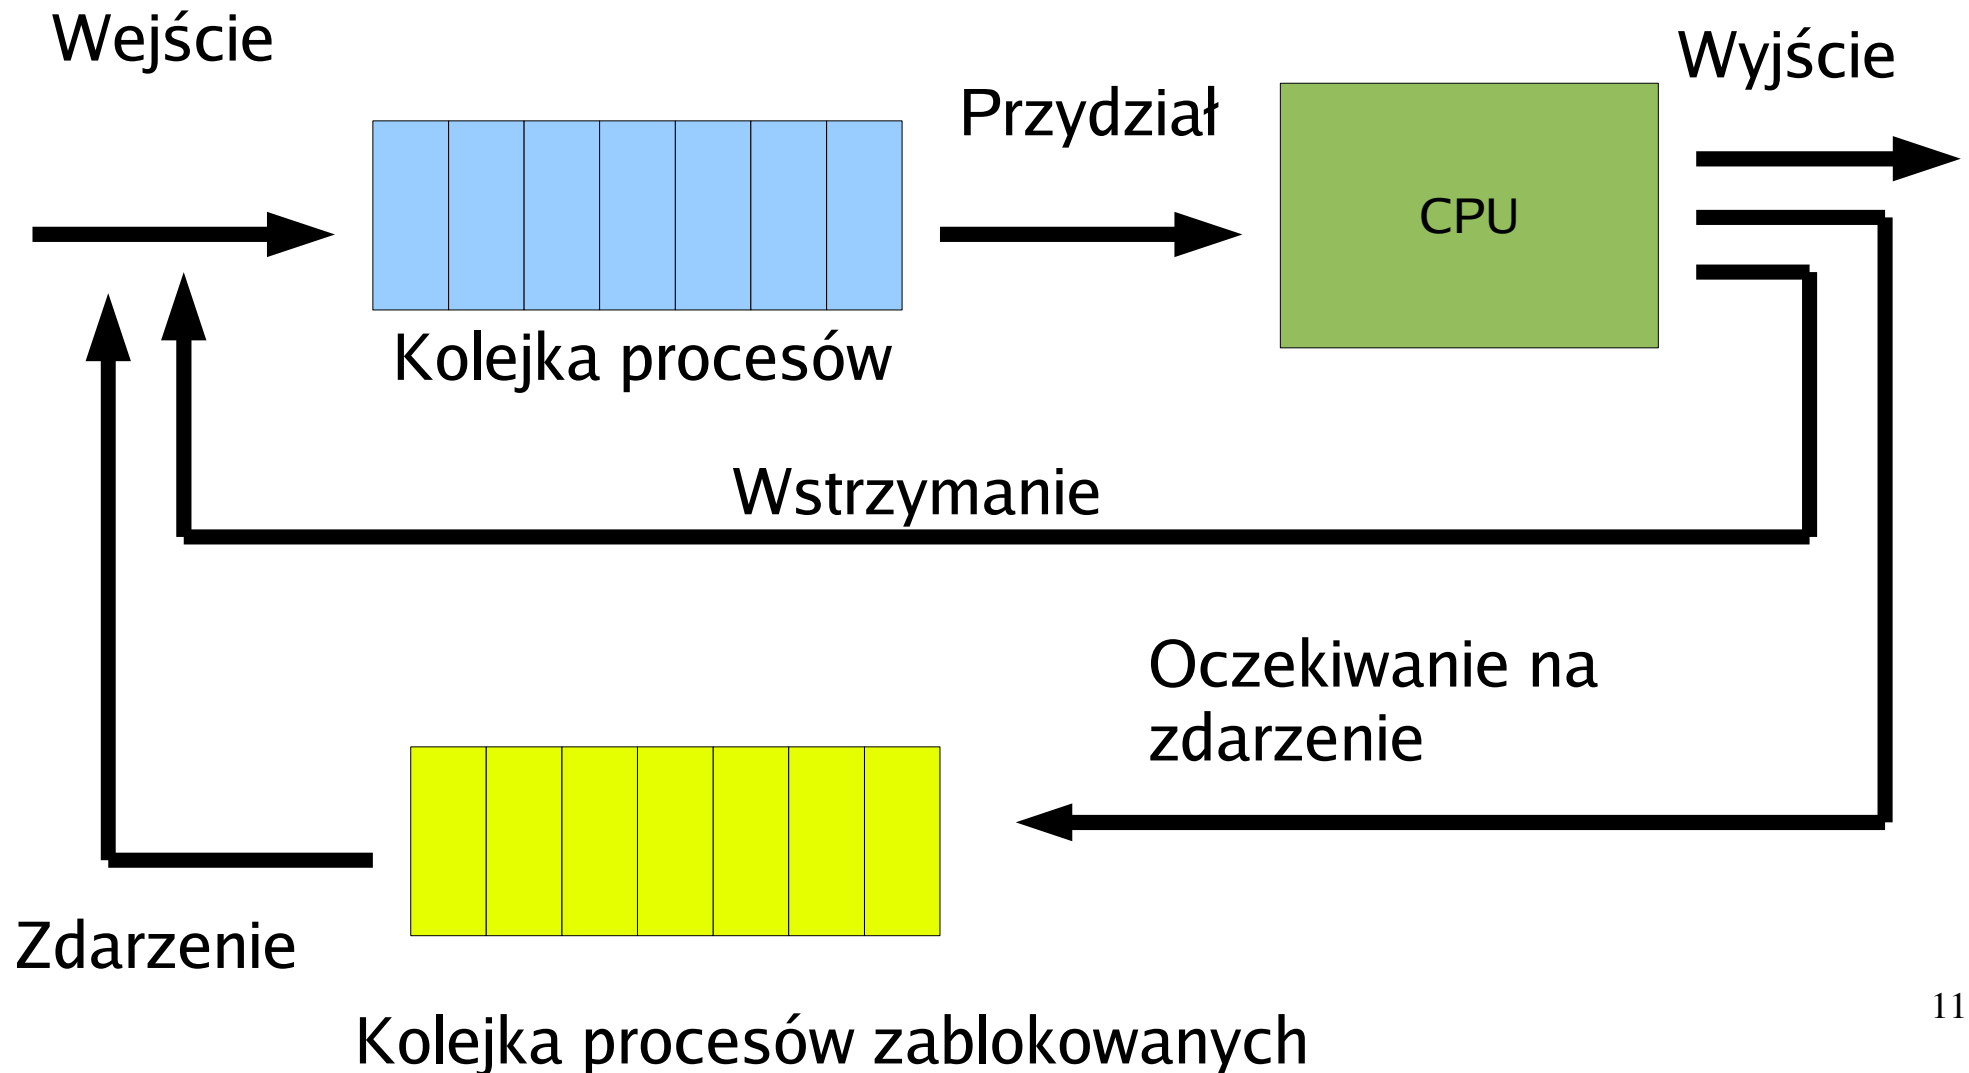 Wejście
Wyjście
Przydział
CPU
Kolejka procesów
Wstrzymanie
Oczekiwanie na
zdarzenie
Zdarzenie
11
Kolejka procesów zablokowanych